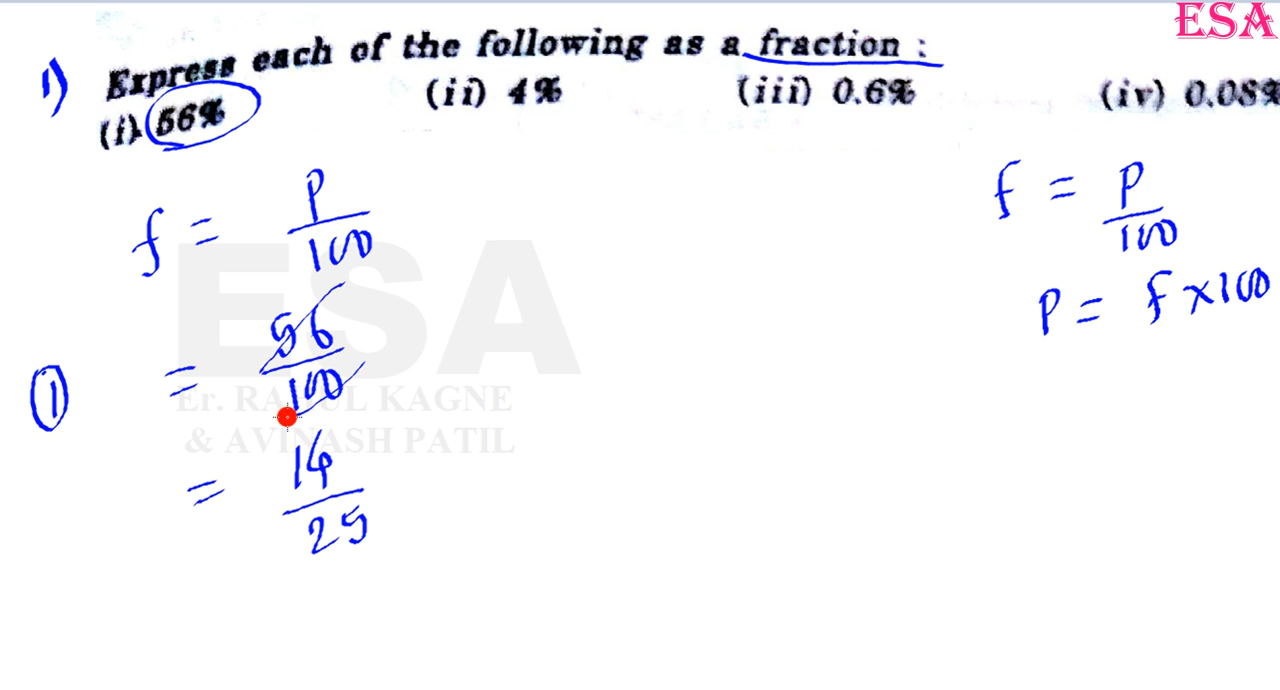 ESA
1) Express each of the following as a fraction :
(i) 56% (ii) 4% (iii) 0.6% (iv) 0.08%
f = P/100
= 56/100
= 14/25
①
f = P/100
P = f × 100
ESA
Er. RAHUL KAGNE
& AVINASH PATIL